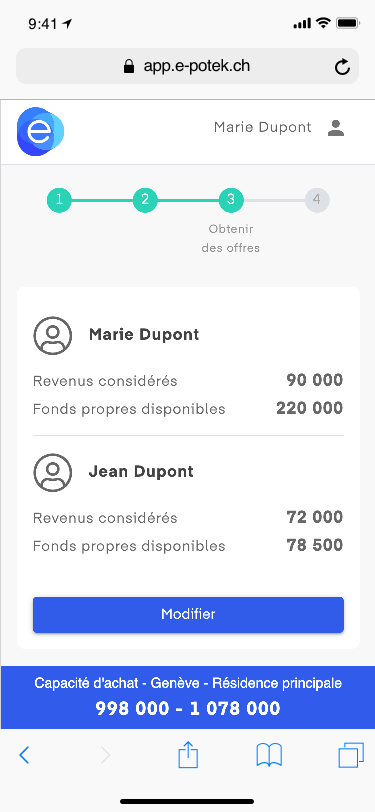 9:41
app.e-potek.ch
e
Marie Dupont
1 2 3 4
Obtenir
des offres
Marie Dupont
Revenus considérés 90 000
Fonds propres disponibles 220 000
Jean Dupont
Revenus considérés 72 000
Fonds propres disponibles 78 500
Modifier
Capacité d'achat - Genève - Résidence principale
998 000 - 1 078 000